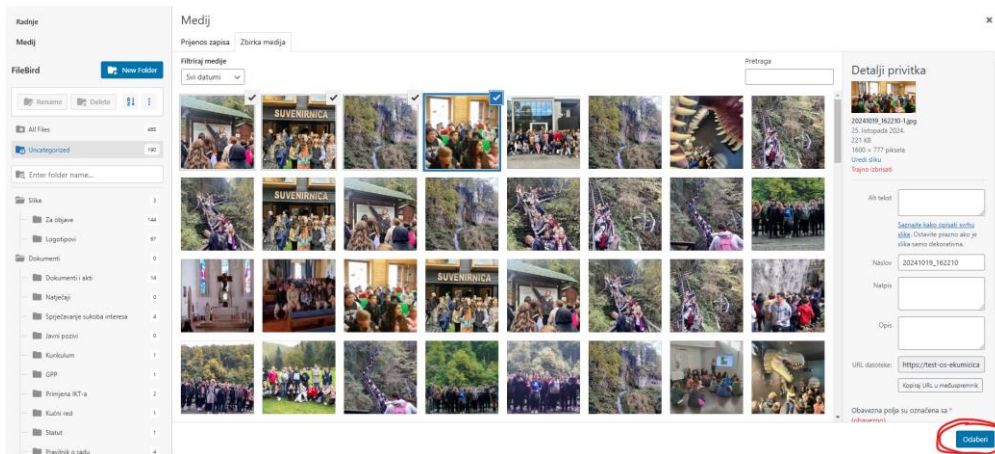 Radnje
Medij
FileBird
New Folder
Rename
Delete
All Files
Uncategorized
190
Enter folder name...
Slike
3
Za objave
144
Logotipovi
97
Dokumenti
0
Dokumenti i akti
14
Natječaji
0
Sprječavanje sukoba interesa
4
Javni pozivi
0
Kurikulum
1
GPP
1
Primjena IKT-a
2
Kućni red
1
Statut
1
Pravilnik o radu
4
Medij
Prijenos zapisa
Zbirka medija
Filtriraj medije
Svi datumi
Pretraga
SUVENIRNICA
SUVENIRNICA
SUVENIRNICA
Detalji privitka
20241019_162210-1.jpg
25. listopada 2024.
221 KB
1600 × 777 piksela
Uredi sliku
Trajno izbrisati
Alt tekst
Saznajte kako opisati svrhu
slike. Ostavite prazno ako je
slika samo dekorativna.
Naslov
20241019_162210
Natpis
Opis
URL datoteke:
https://test-os-ekumicica
Kopiraj URL u međuspremnik
Obavezna polja su označena sa *
(obavezno)
Odaberi